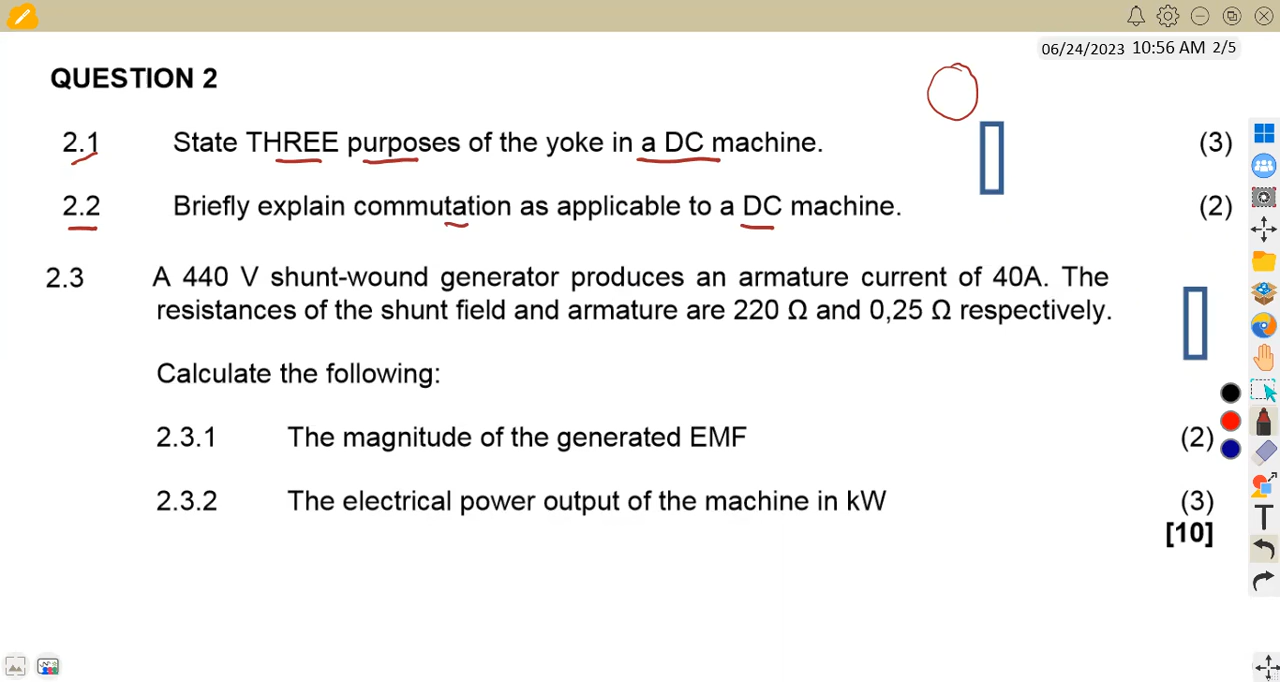 06/24/2023 10:56 AM 2/5
QUESTION 2
2.1 State THREE purposes of the yoke in a DC machine. (3)
2.2 Briefly explain commutation as applicable to a DC machine. (2)
2.3 A 440 V shunt-wound generator produces an armature current of 40A. The
resistances of the shunt field and armature are 220 Ω and 0,25 Ω respectively.
Calculate the following:
2.3.1 The magnitude of the generated EMF (2)
2.3.2 The electrical power output of the machine in kW (3)
[10]